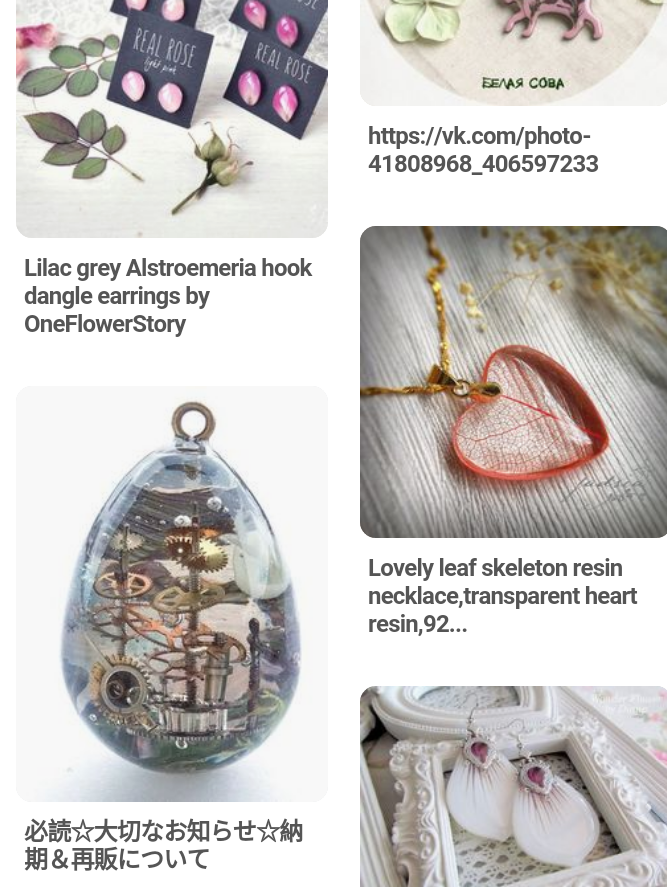 REAL ROSE
light pink
REAL ROSE
Lilac grey Alstroemeria hook
dangle earrings by
OneFlowerStory
必読☆大切なお知らせ☆納
期＆再販について
БЕЛАЯ СОВА
https://vk.com/photo-
41808968_406597233
Lovely leaf skeleton resin
necklace,transparent heart
resin,92...